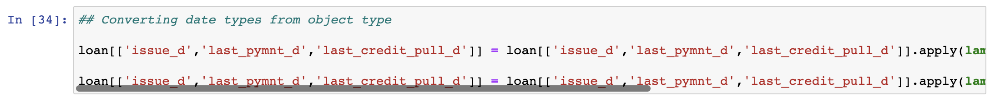 In [34]: ## Converting date types from object type
loan[['issue_d','last_pymnt_d','last_credit_pull_d']] = loan[['issue_d','last_pymnt_d','last_credit_pull_d']].apply(lam
loan[['issue_d','last_pymnt_d','last_credit_pull_d']] = loan[['issue_d','last_pymnt_d','last_credit_pull_d']].apply(lam